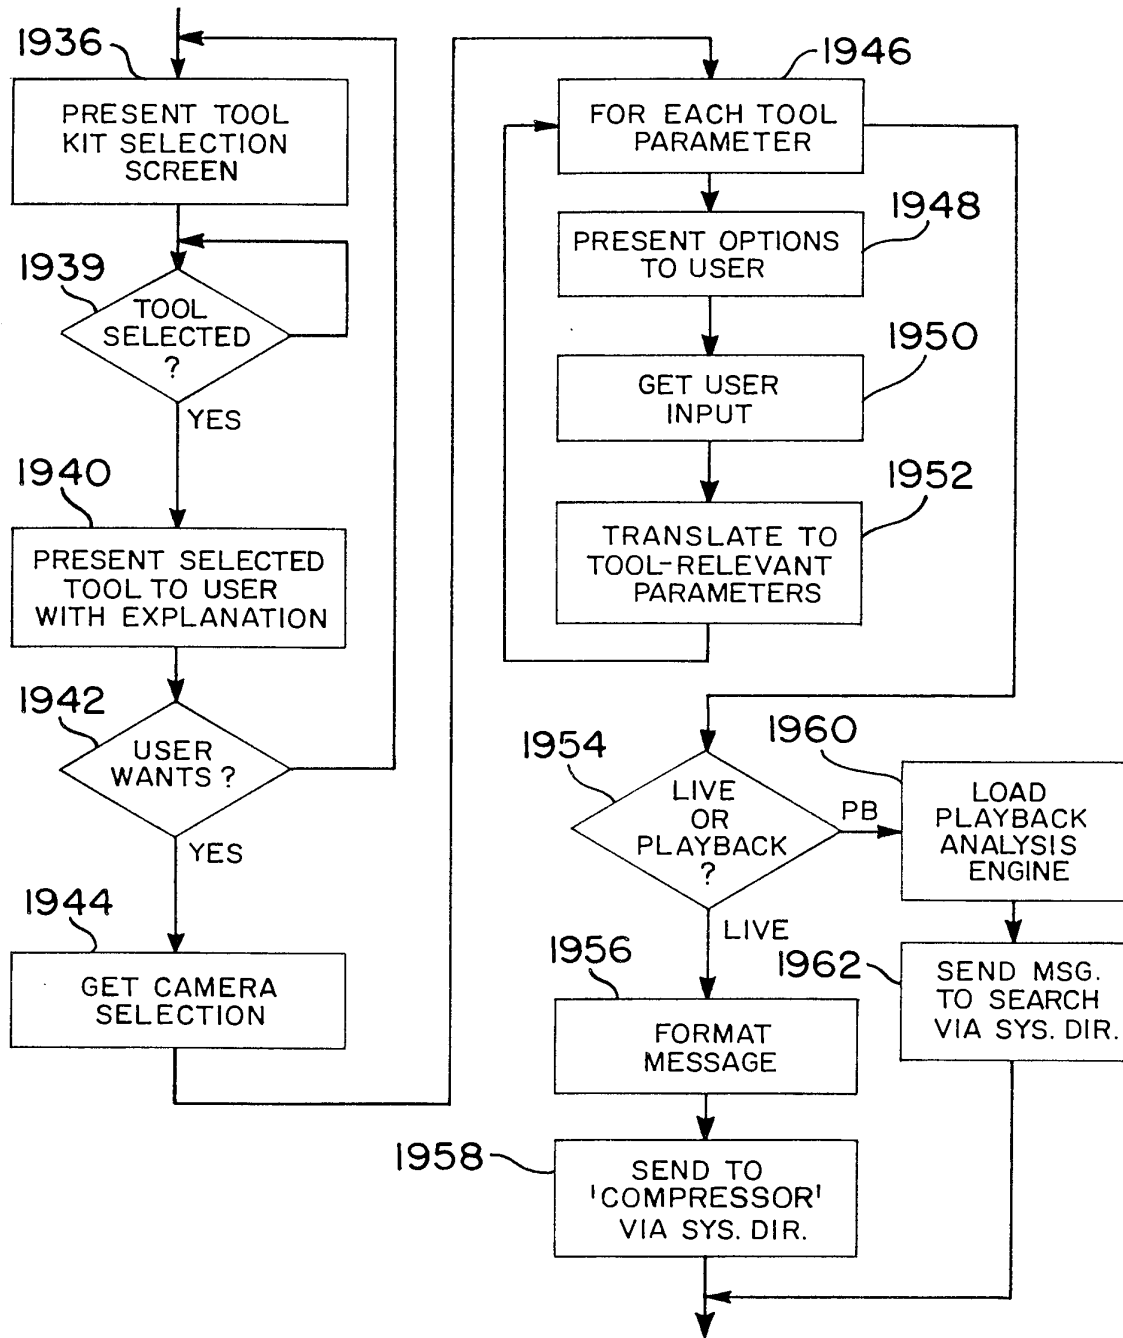 1936
PRESENT TOOL
KIT SELECTION
SCREEN
1939
TOOL
SELECTED
?
YES
1940
PRESENT SELECTED
TOOL TO USER
WITH EXPLANATION
1942
USER
WANTS ?
YES
1944
GET CAMERA
SELECTION
1946
FOR EACH TOOL
PARAMETER
1948
PRESENT OPTIONS
TO USER
1950
GET USER
INPUT
1952
TRANSLATE TO
TOOL-RELEVANT
PARAMETERS
1954
LIVE
OR
PLAYBACK
?
PB
LIVE
1960
LOAD
PLAYBACK
ANALYSIS
ENGINE
1962
SEND MSG.
TO SEARCH
VIA SYS. DIR.
1956
FORMAT
MESSAGE
1958
SEND TO
'COMPRESSOR'
VIA SYS. DIR.